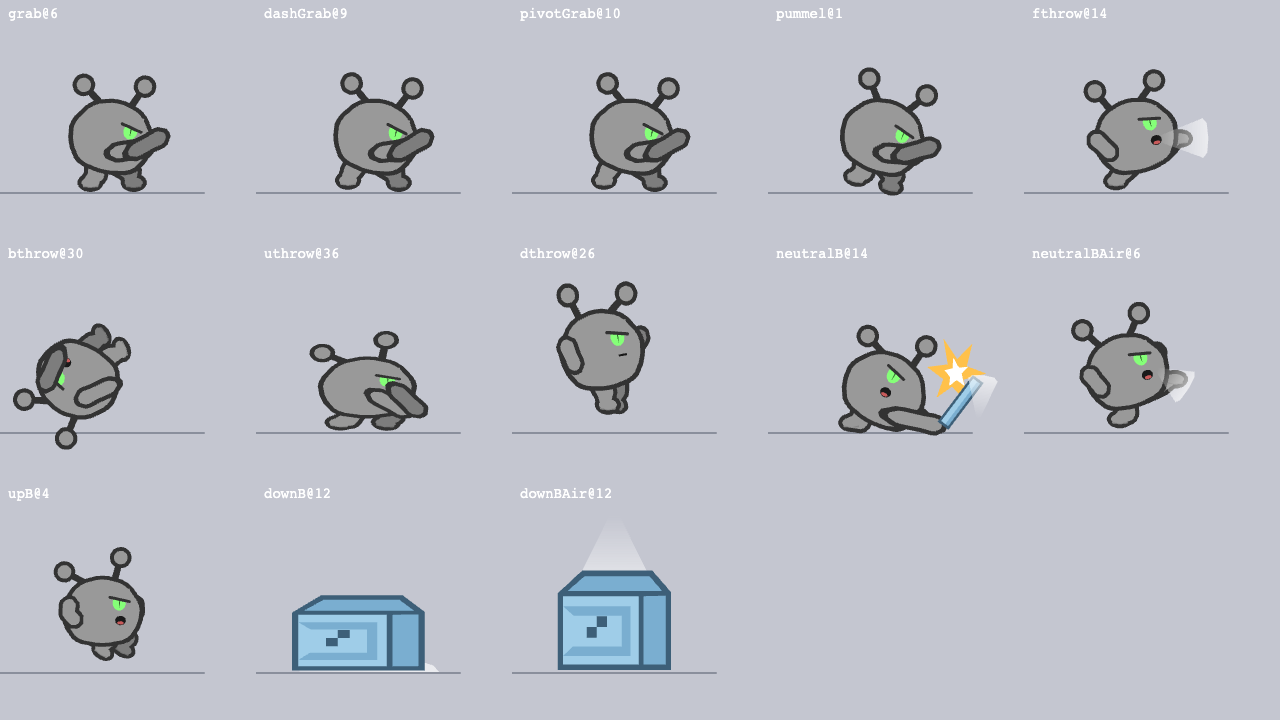 grab@6
dashGrab@9
pivotGrab@10
pummel@1
fthrow@14
bthrow@30
uthrow@36
dthrow@26
neutralB@14
neutralBAir@6
upB@4
downB@12
downBAir@12